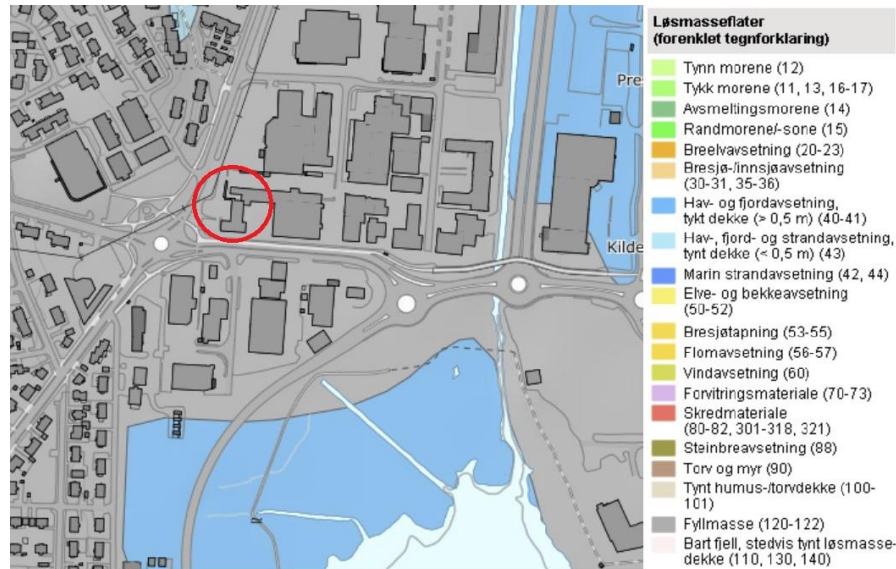 Pre
Kilde
Løsmasseflater
(forenklet tegnforklaring)
Tynn morene (12)
Tykk morene (11, 13, 16-17)
Avsmeltingsmorene (14)
Randmorene/-sone (15)
Breelvavsetning (20-23)
Bresjø-/innsjøavsetning
(30-31, 35-36)
Hav- og fjordavsetning,
tykt dekke (> 0,5 m) (40-41)
Hav-, fjord- og strandavsetning,
tynt dekke (< 0,5 m) (43)
Marin strandavsetning (42, 44)
Elve- og bekkeavsetning
(50-52)
Bresjøtapning (53-55)
Flomavsetning (56-57)
Vindavsetning (60)
Forvitringsmateriale (70-73)
Skredmateriale
(80-82, 301-318, 321)
Steinbreavsetning (88)
Torv og myr (90)
Tynt humus-/torvdekke (100-
101)
Fyllmasse (120-122)
Bart fjell, stedvis tynt løsmasse-
dekke (110, 130, 140)